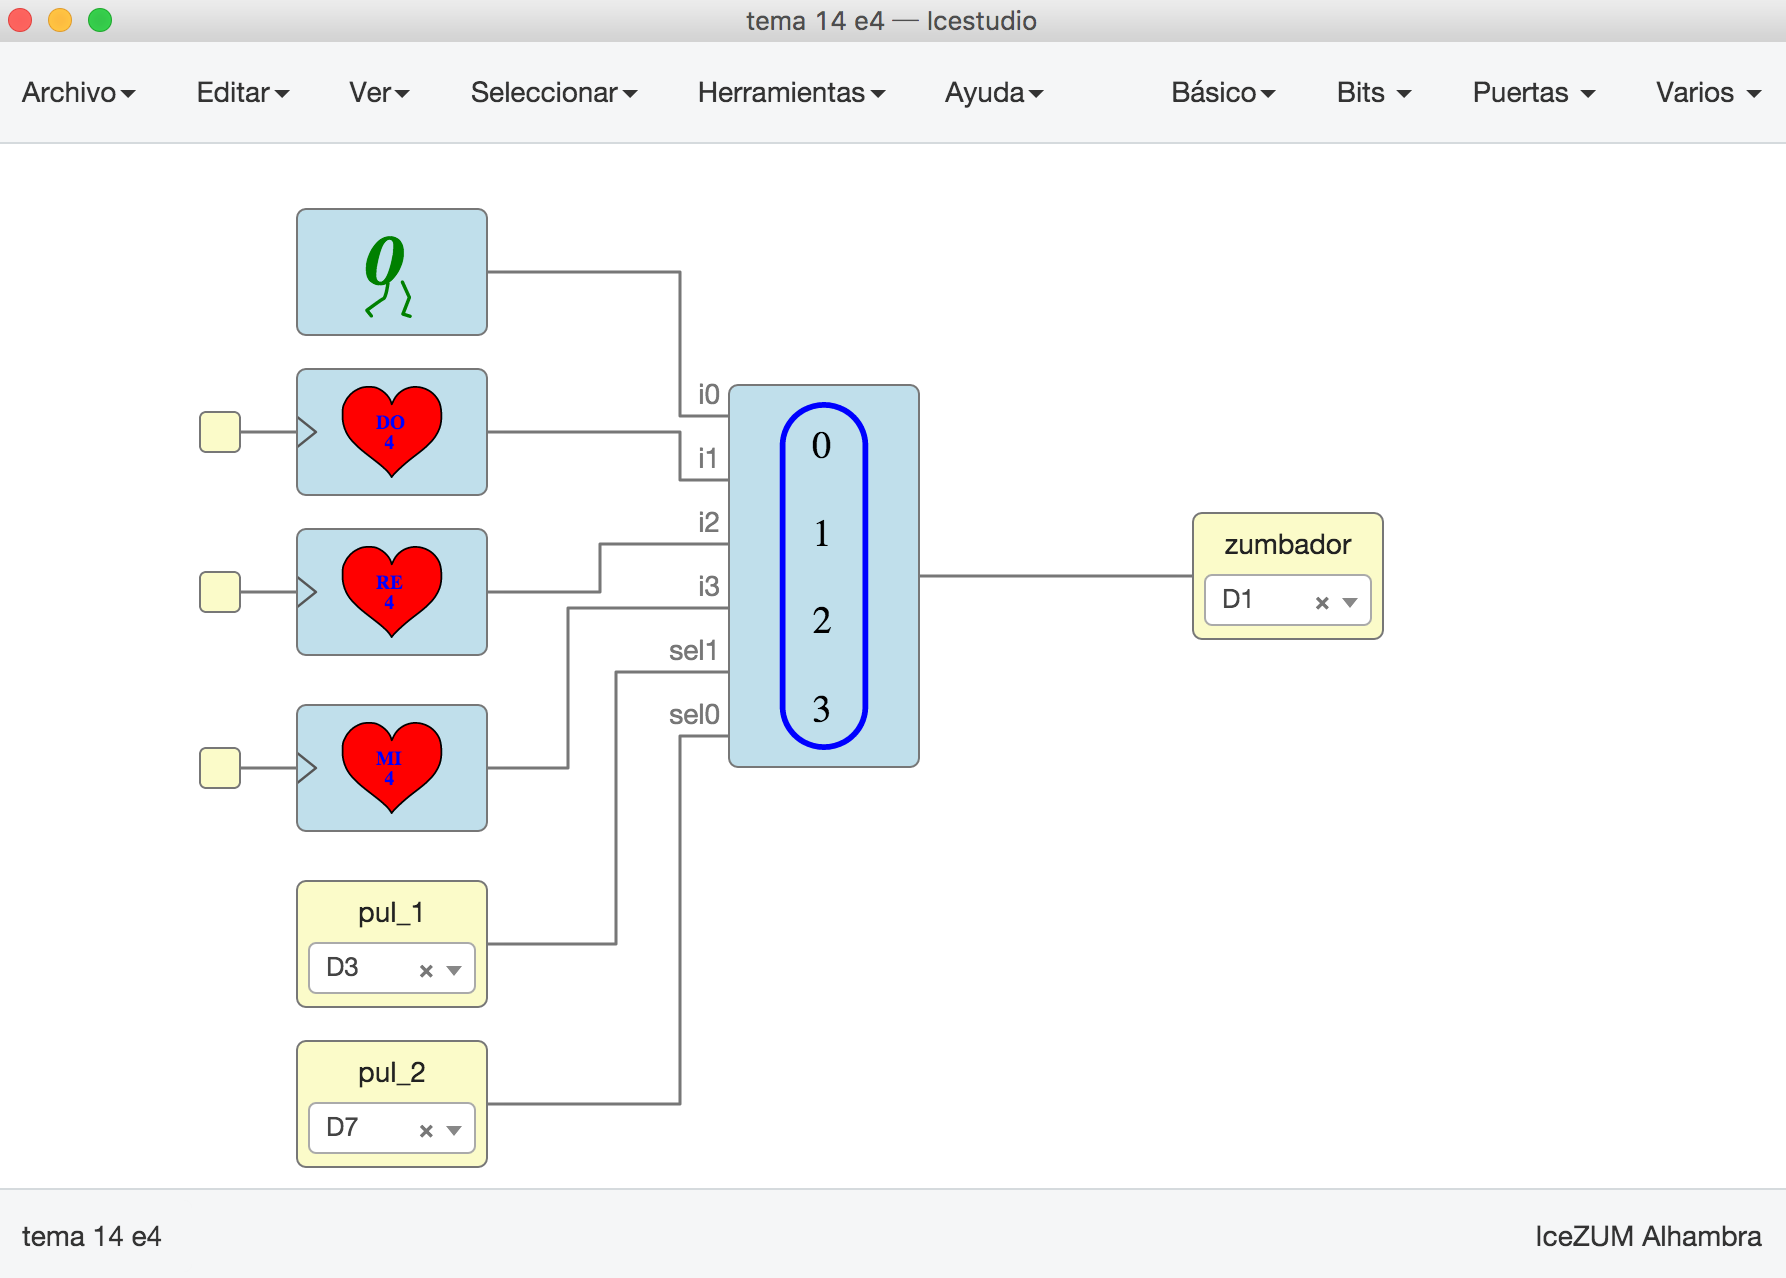 tema 14 e4 — Icestudio
Archivo Editar Ver Seleccionar Herramientas Ayuda Básico Bits Puertas Varios
0
DO
4
RE
4
MI
4
i0
i1
i2
i3
sel1
sel0
0
1
2
3
zumbador
D1
pul_1
D3
pul_2
D7
tema 14 e4
IceZUM Alhambra